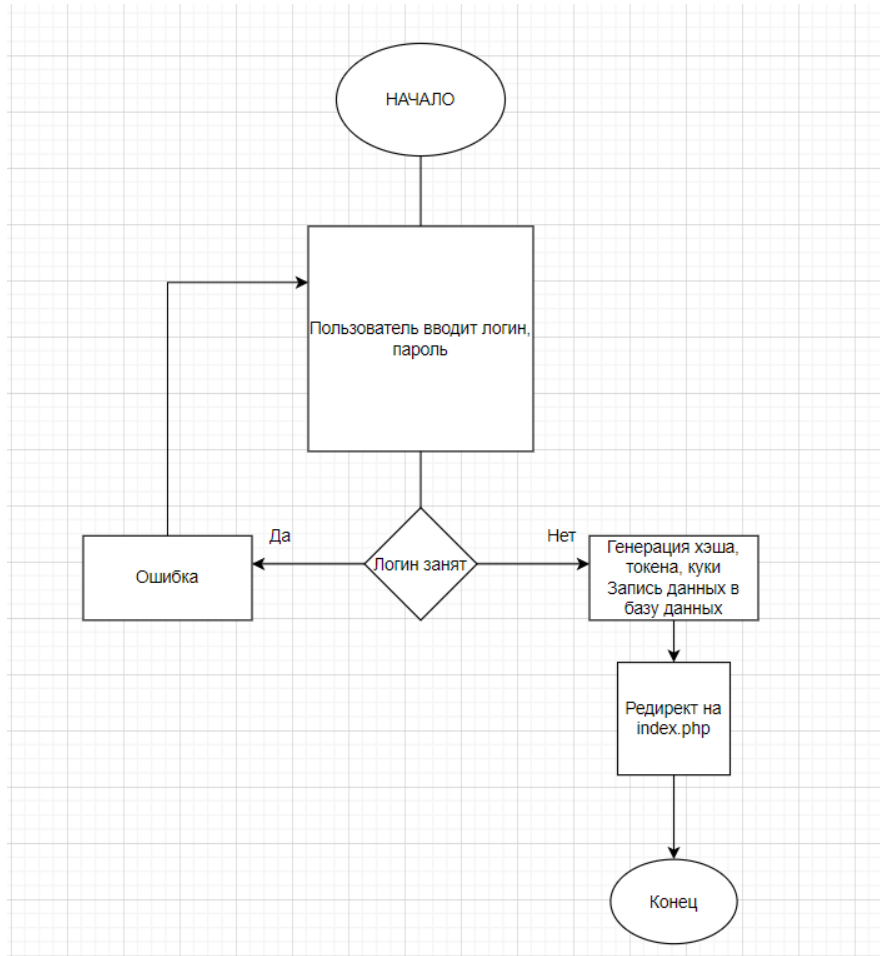 НАЧАЛО
Пользователь вводит логин,
пароль
Да
Нет
Логин занят
Ошибка
Генерация хэша,
токена, куки
Запись данных в
базу данных
Редирект на
index.php
Конец